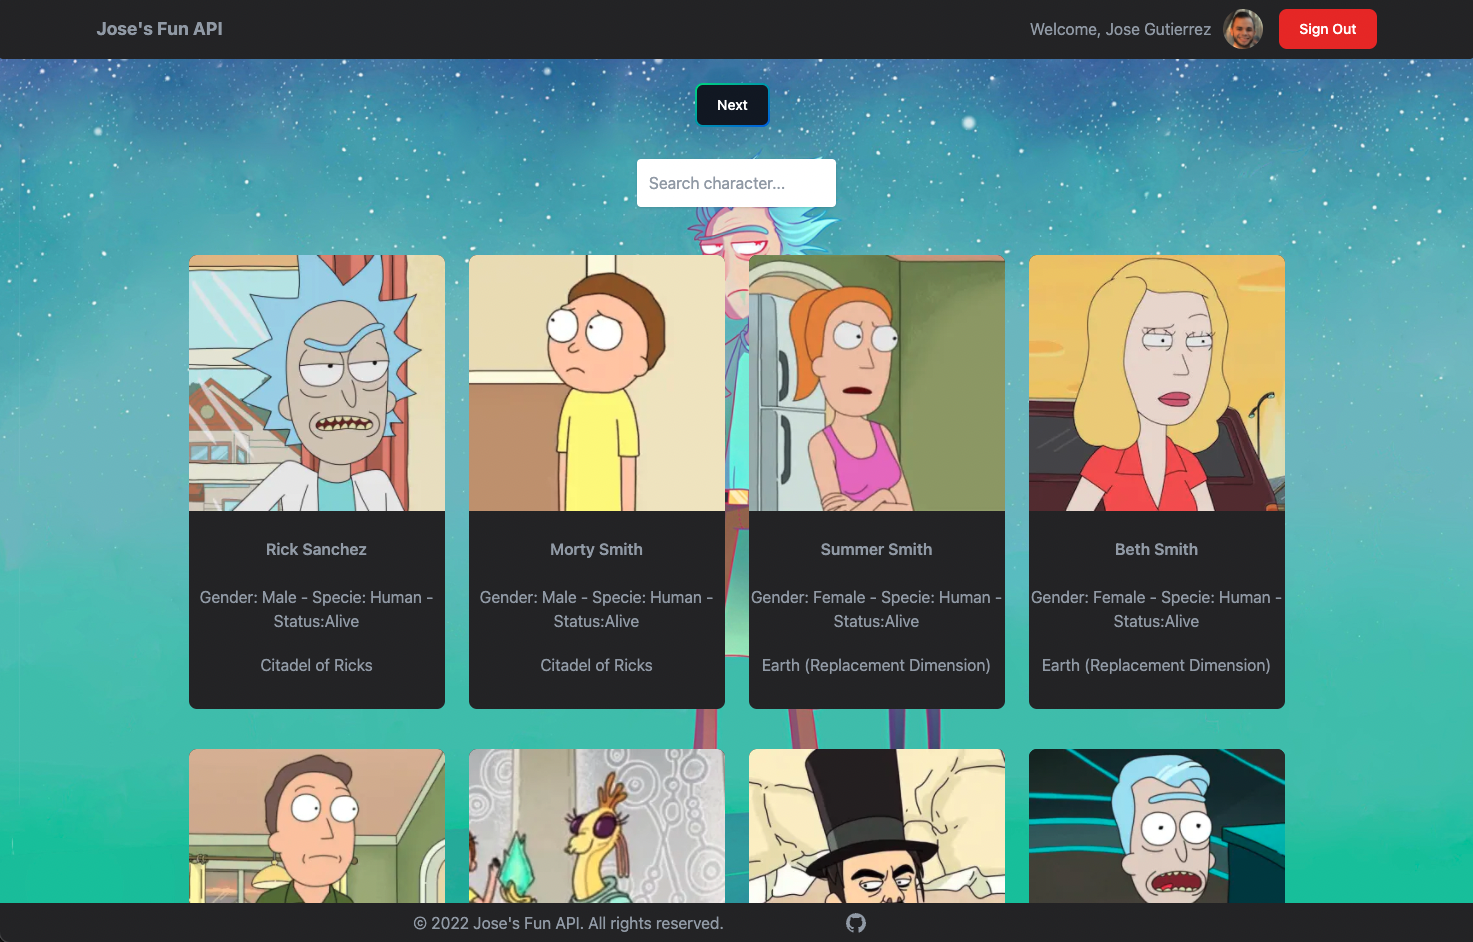 Jose's Fun API
Welcome, Jose Gutierrez
Sign Out
Next
Search character...
Rick Sanchez
Gender: Male - Specie: Human -
Status:Alive
Citadel of Ricks
Morty Smith
Gender: Male - Specie: Human -
Status:Alive
Citadel of Ricks
Summer Smith
Gender: Female - Specie: Human -
Status:Alive
Earth (Replacement Dimension)
Beth Smith
Gender: Female - Specie: Human -
Status:Alive
Earth (Replacement Dimension)
© 2022 Jose's Fun API. All rights reserved.